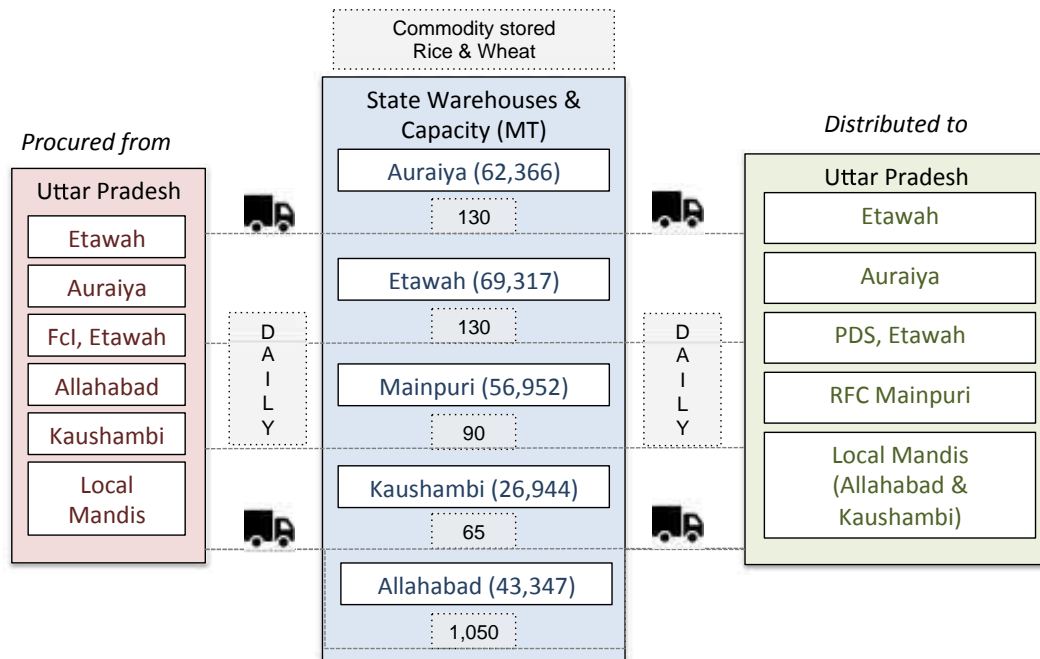 Commodity stored
Rice & Wheat
Procured from
Uttar Pradesh
Etawah
Auraiya
FcI, Etawah
Allahabad
Kaushambi
Local
Mandis
D
A
I
L
Y
State Warehouses &
Capacity (MT)
Auraiya (62,366)
130
Etawah (69,317)
130
Mainpuri (56,952)
90
Kaushambi (26,944)
65
Allahabad (43,347)
1,050
D
A
I
L
Y
Distributed to
Uttar Pradesh
Etawah
Auraiya
PDS, Etawah
RFC Mainpuri
Local Mandis
(Allahabad &
Kaushambi)